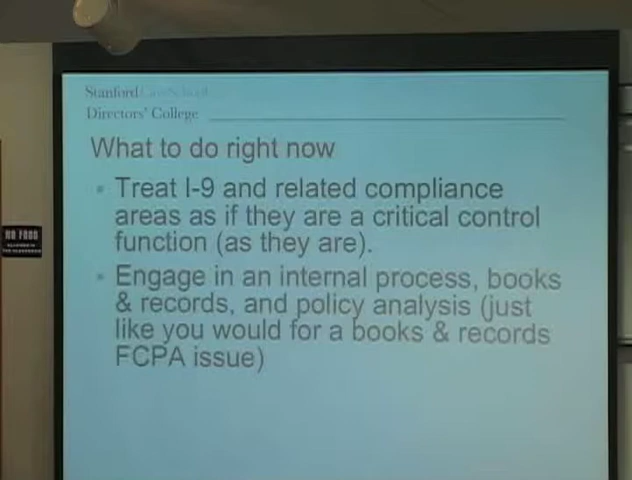 Stanford Law School
Directors' College
What to do right now
Treat I-9 and related compliance
areas as if they are a critical control
function (as they are).
Engage in an internal process, books
& records, and policy analysis (just
like you would for a books & records
FCPA issue)
NO FOOD